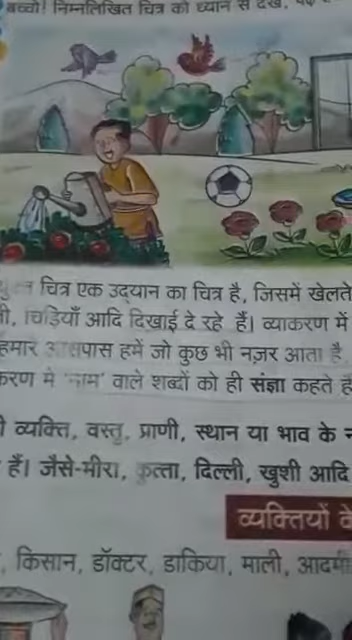 बच्चो! निम्नलिखित चित्र को ध्यान से देखें,
चित्र एक उद्यान का चित्र है, जिसमें खेलते
चिड़ियाँ आदि दिखाई दे रहे हैं। व्याकरण में
हमारे आसपास हमें जो कुछ भी नज़र आता है,
में 'नाम' वाले शब्दों को ही संज्ञा कहते हैं
व्यक्ति, वस्तु, प्राणी, स्थान या भाव के
हैं। जैसे-मीरा, कुत्ता, दिल्ली, खुशी आदि
व्यक्तियों के
, किसान, डॉक्टर, डाकिया, माली, आदमी